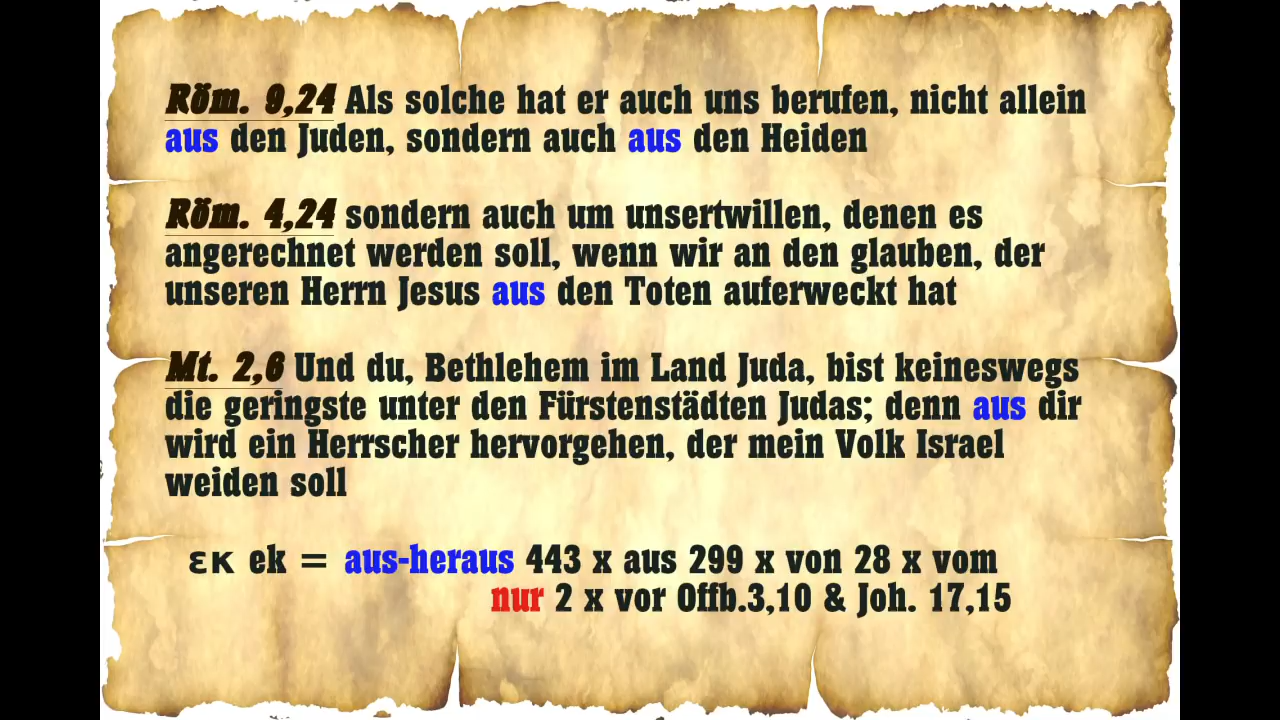 Röm. 9,24 Als solche hat er auch uns berufen, nicht allein
aus den Juden, sondern auch aus den Heiden
Röm. 4,24 sondern auch um unsertwillen, denen es
angerechnet werden soll, wenn wir an den glauben, der
unseren Herrn Jesus aus den Toten auferweckt hat
Mt. 2,6 Und du, Bethlehem im Land Juda, bist keineswegs
die geringste unter den Fürstenstädten Judas; denn aus dir
wird ein Herrscher hervorgehen, der mein Volk Israel
weiden soll
εκ ek = aus-heraus 443 x aus 299 x von 28 x vom
nur 2 x vor Offb.3,10 & Joh. 17,15